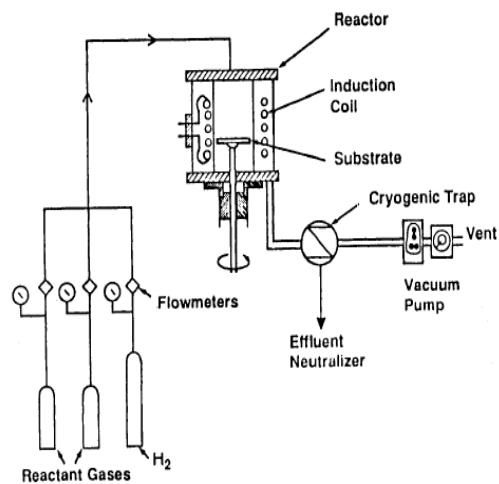 Reactor
Induction
Coil
Substrate
Cryogenic Trap
Vent
Vacuum
Pump
Flowmeters
Effluent
Neutralizer
H2
Reactant Gases